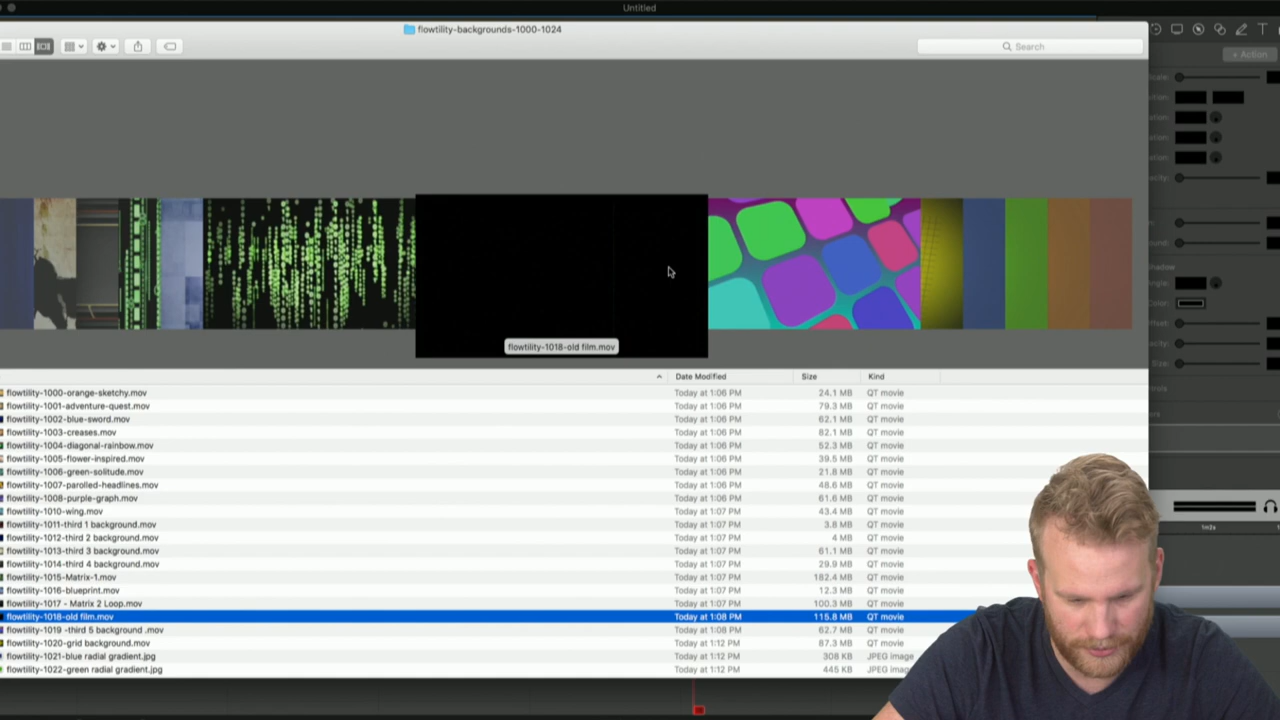 Untitled
flowtility-backgrounds-1000-1024
Search
+ Action
flowtility-1018-old film.mov
Date Modified Size Kind
flowtility-1000-orange-sketchy.mov Today at 1:06 PM 24.1 MB QT movie
flowtility-1001-adventure-quest.mov Today at 1:06 PM 79.3 MB QT movie
flowtility-1002-blue-sword.mov Today at 1:06 PM 62.1 MB QT movie
flowtility-1003-creases.mov Today at 1:06 PM 82.1 MB QT movie
flowtility-1004-diagonal-rainbow.mov Today at 1:06 PM 52.3 MB QT movie
flowtility-1005-flower-inspired.mov Today at 1:06 PM 39.5 MB QT movie
flowtility-1006-green-solitude.mov Today at 1:06 PM 21.8 MB QT movie
flowtility-1007-parolled-headlines.mov Today at 1:06 PM 48.6 MB QT movie
flowtility-1008-purple-graph.mov Today at 1:06 PM 61.6 MB QT movie
flowtility-1010-wing.mov Today at 1:07 PM 43.4 MB QT movie
flowtility-1011-third 1 background.mov Today at 1:07 PM 3.8 MB QT movie
flowtility-1012-third 2 background.mov Today at 1:07 PM 4 MB QT movie
flowtility-1013-third 3 background.mov Today at 1:07 PM 61.1 MB QT movie
flowtility-1014-third 4 background.mov Today at 1:07 PM 29.9 MB QT movie
flowtility-1015-Matrix-1.mov Today at 1:07 PM 182.4 MB QT movie
flowtility-1016-blueprint.mov Today at 1:07 PM 12.3 MB QT movie
flowtility-1017 - Matrix 2 Loop.mov Today at 1:07 PM 100.3 MB QT movie
flowtility-1018-old film.mov Today at 1:08 PM 115.8 MB QT movie
flowtility-1019 -third 5 background .mov Today at 1:08 PM 62.7 MB QT movie
flowtility-1020-grid background.mov Today at 1:12 PM 87.3 MB QT movie
flowtility-1021-blue radial gradient.jpg Today at 1:12 PM 308 KB JPEG image
flowtility-1022-green radial gradient.jpg Today at 1:12 PM 445 KB JPEG